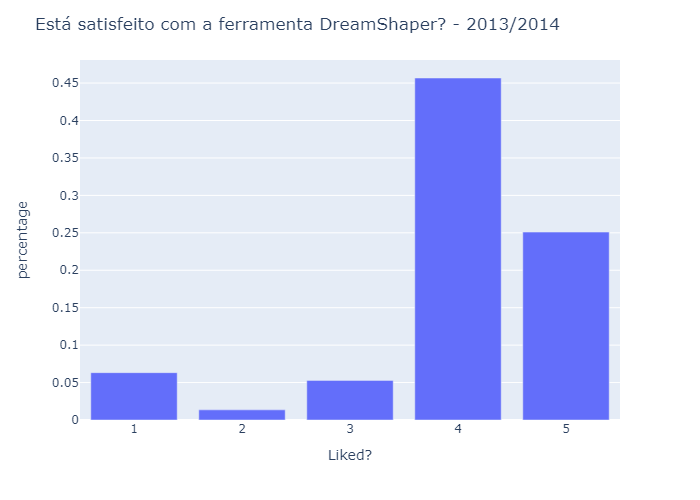 Está satisfeito com a ferramenta DreamShaper? - 2013/2014
0.45
0.4
0.35
0.3
0.25
0.2
0.15
0.1
0.05
0
percentage
1 2 3 4 5
Liked?